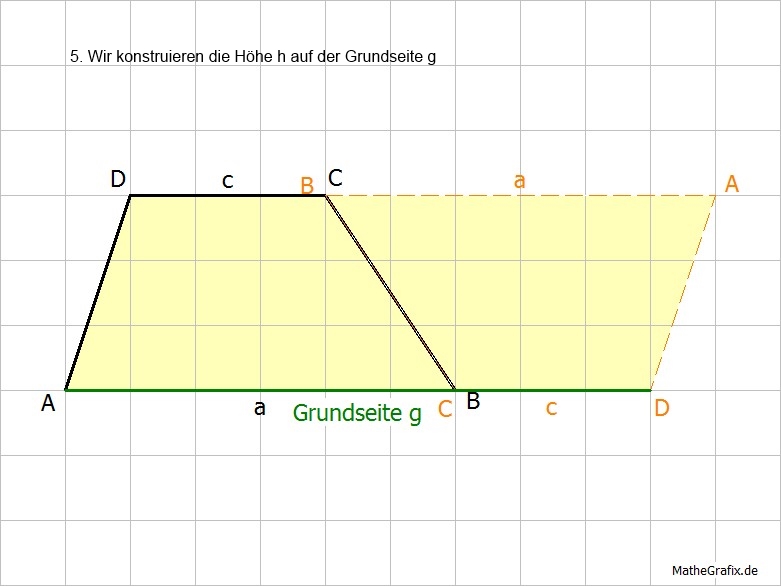 5. Wir konstruieren die Höhe h auf der Grundseite g
D c B C a A
A a Grundseite g C B c D
MatheGrafix.de